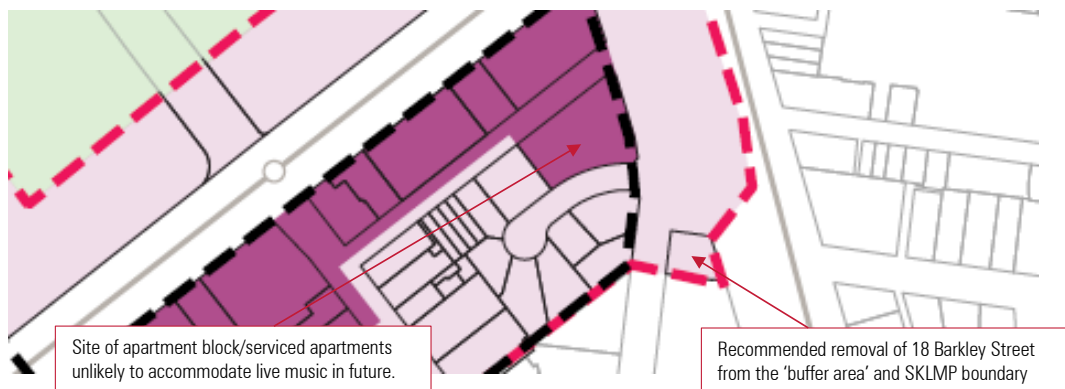 Site of apartment block/serviced apartments
unlikely to accommodate live music in future.
Recommended removal of 18 Barkley Street
from the ‘buffer area’ and SKLMP boundary